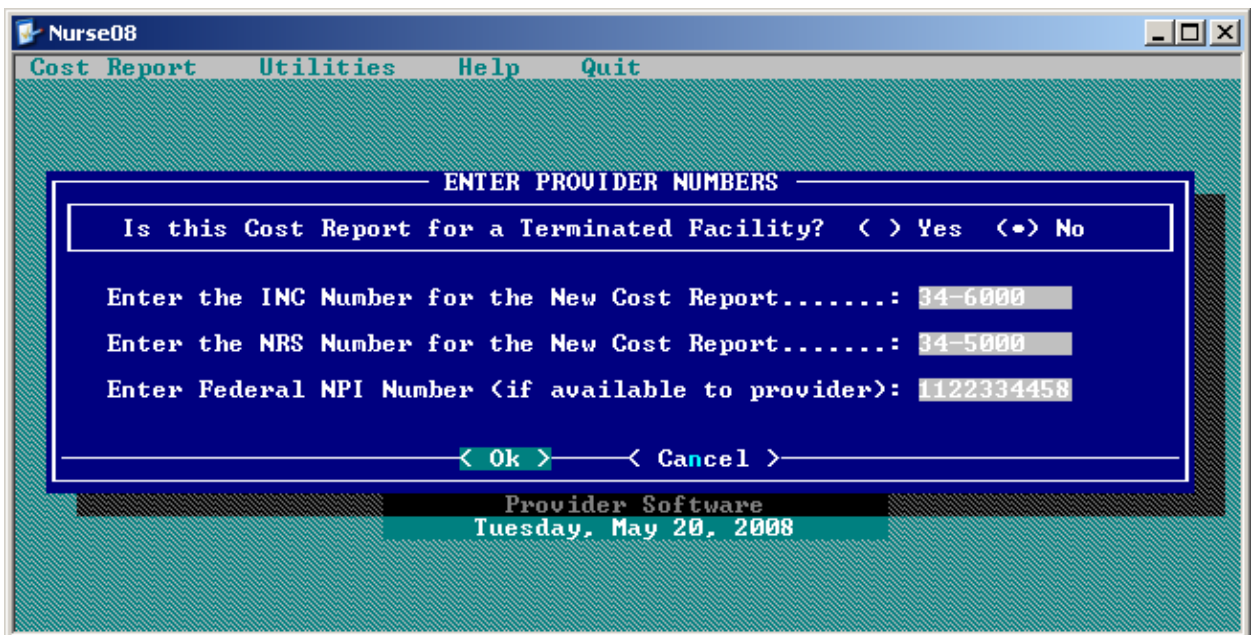 Nurse08
Cost Report Utilities Help Quit
ENTER PROVIDER NUMBERS
Is this Cost Report for a Terminated Facility? ( ) Yes (•) No
Enter the INC Number for the New Cost Report.......: 34-6000
Enter the NRS Number for the New Cost Report.......: 34-5000
Enter Federal NPI Number (if available to provider): 1122334458
< Ok > < Cancel >
Provider Software
Tuesday, May 20, 2008